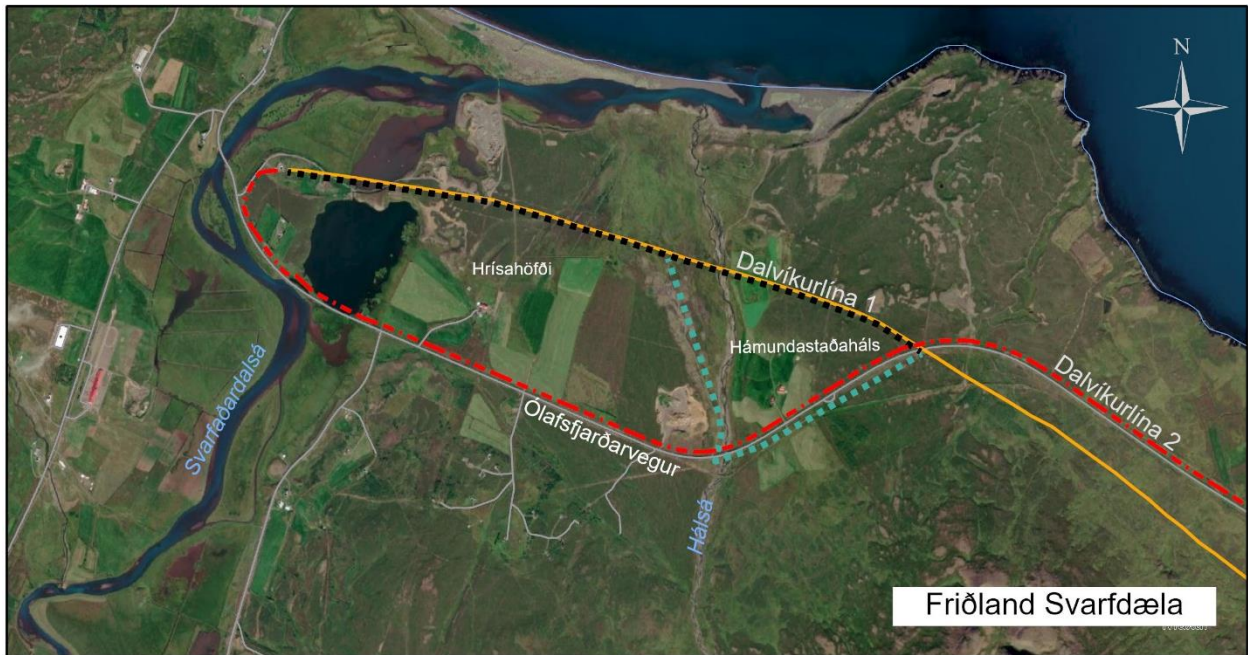 N
Hrísahöfði
Dalvíkurlína 1
Hámundastaðaháls
Dalvíkurlína 2
Ólafsfjarðarvegur
Svarfaðardalsá
Hálsá
Friðland Svarfdæla